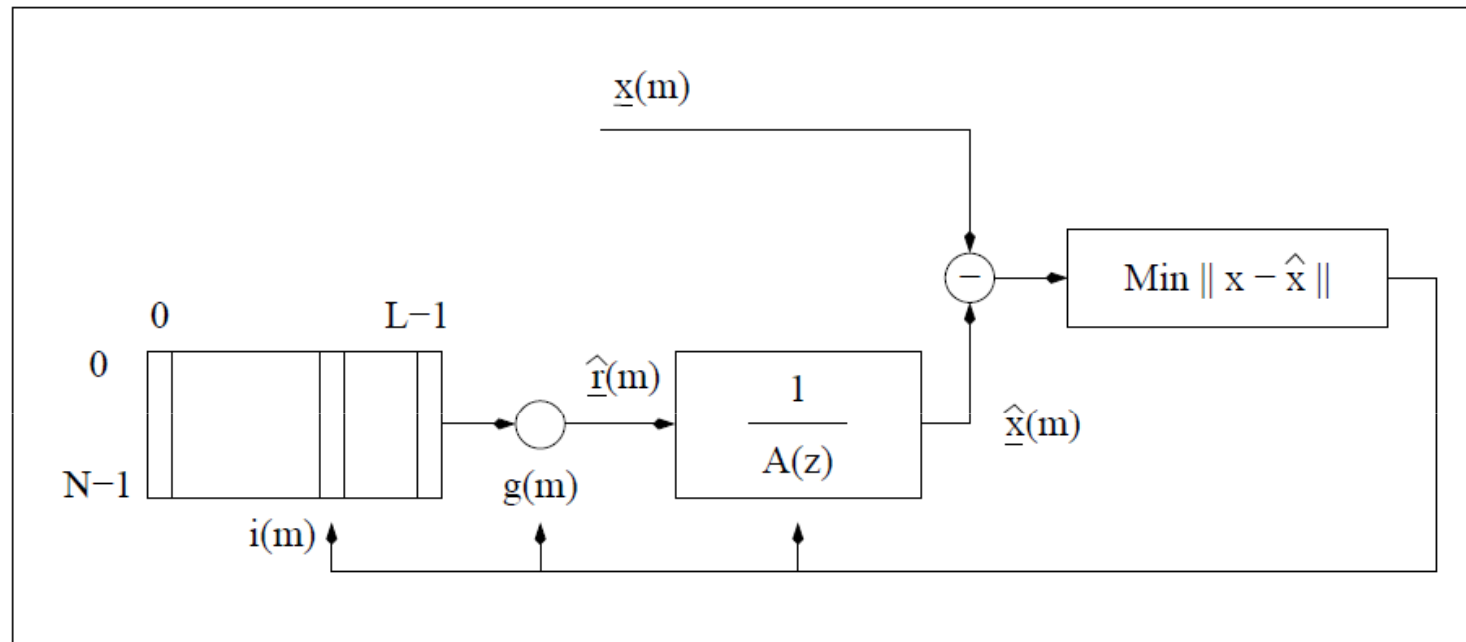 x(m)
−
Min || x − x̂ ||
0
L−1
0
r̂(m)
1
A(z)
x̂(m)
N−1
g(m)
i(m)